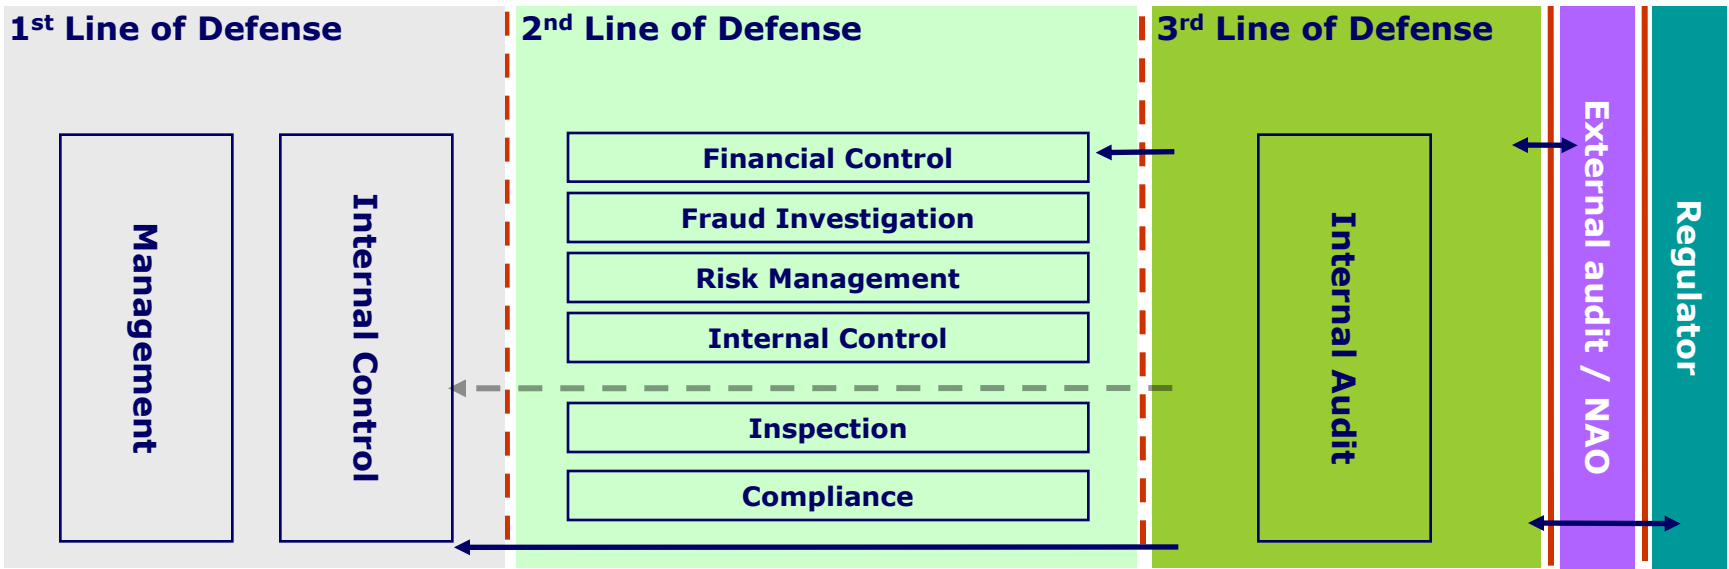 1st Line of Defense
Management
Internal Control
2nd Line of Defense
Financial Control
Fraud Investigation
Risk Management
Internal Control
Inspection
Compliance
3rd Line of Defense
Internal Audit
External audit / NAO
Regulator